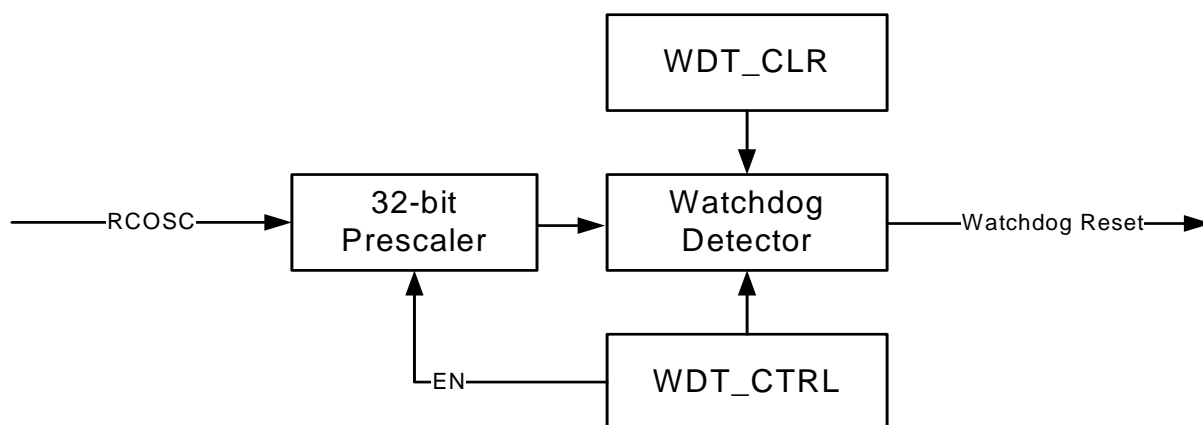 WDT_CLR
RCOSC
32-bit
Prescaler
Watchdog
Detector
Watchdog Reset
EN
WDT_CTRL